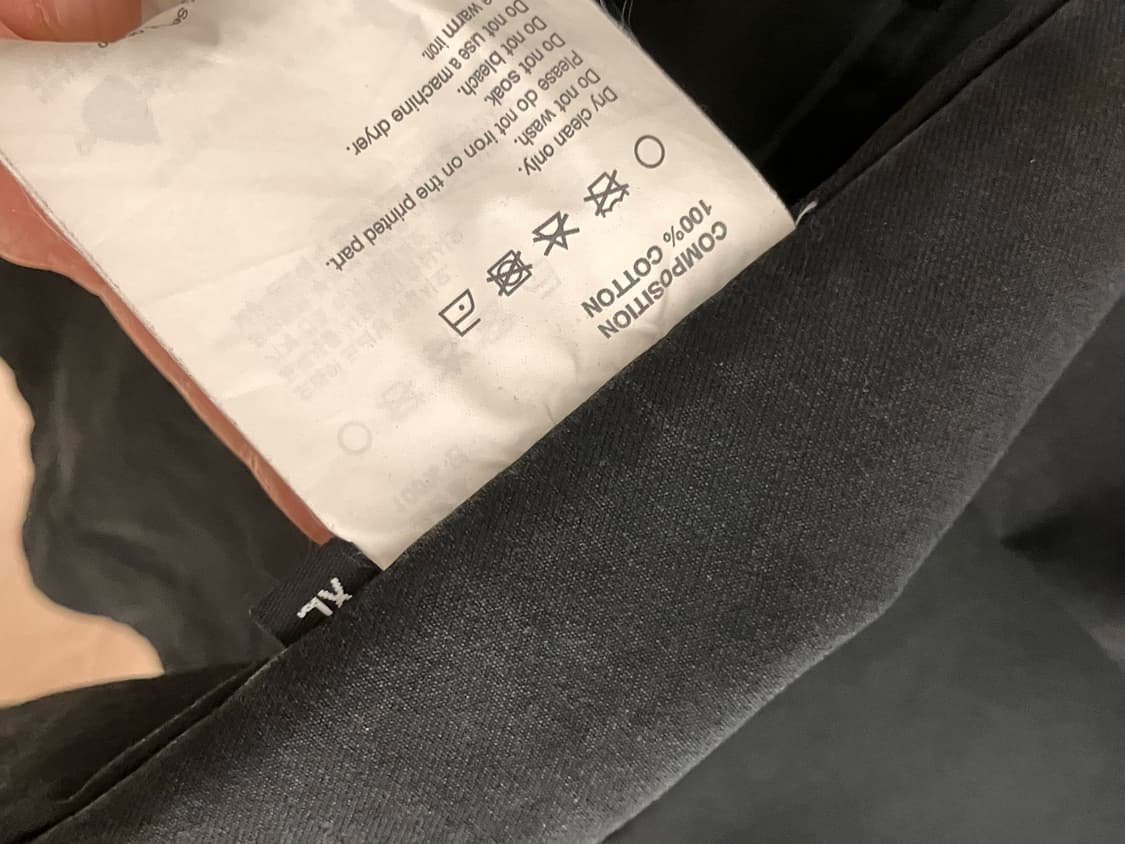 COMPOSITION
100% COTTON
Dry clean only.
Do not wash.
Please do not iron on the printed part.
Do not soak.
Do not bleach.
Do not use a machine dryer.
warm iron.
XL